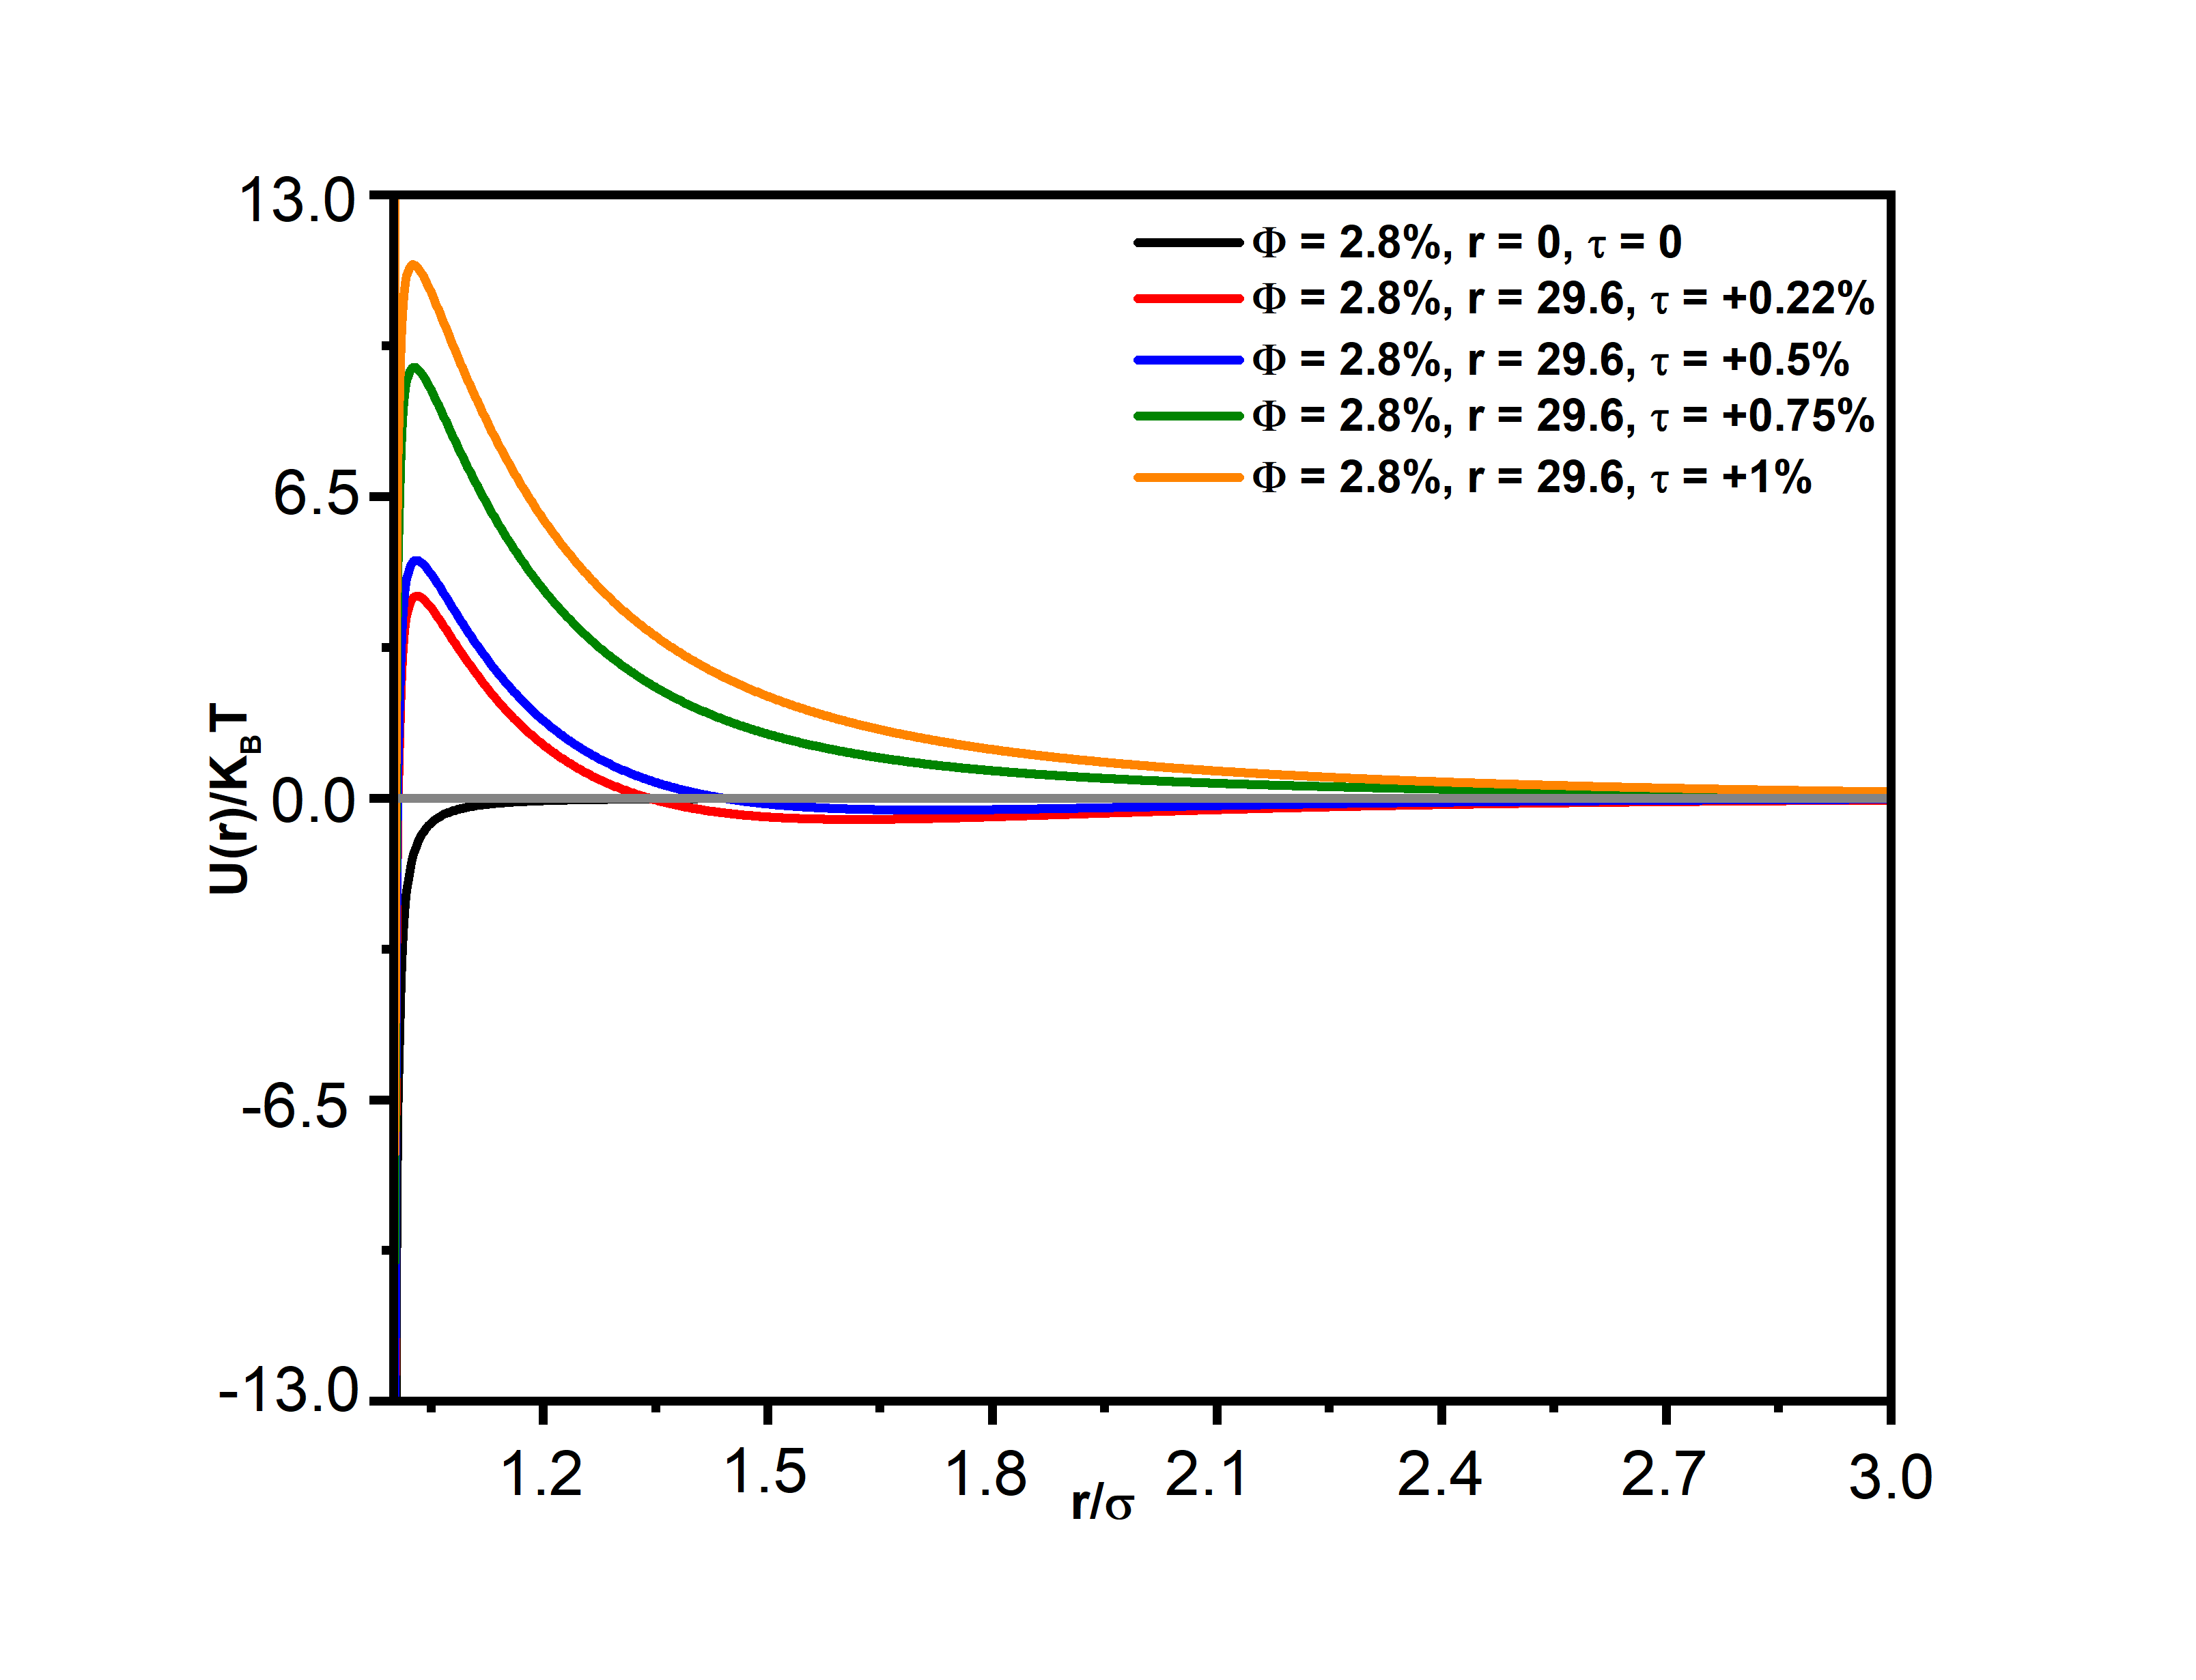 13.0
6.5
0.0
-6.5
-13.0
U(r)/K_BT
Φ = 2.8%, r = 0, τ = 0
Φ = 2.8%, r = 29.6, τ = +0.22%
Φ = 2.8%, r = 29.6, τ = +0.5%
Φ = 2.8%, r = 29.6, τ = +0.75%
Φ = 2.8%, r = 29.6, τ = +1%
1.2 1.5 1.8 2.1 2.4 2.7 3.0
r/σ